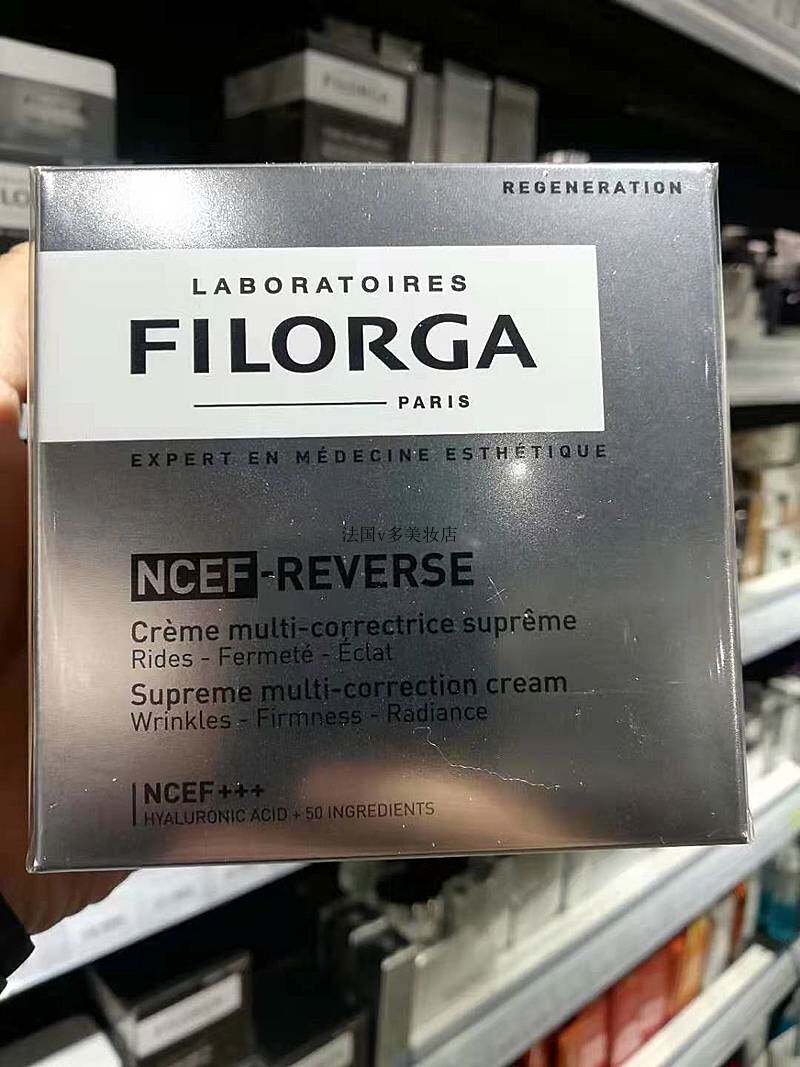 FILORGA
REGENERATION
LABORATOIRES
FILORGA
PARIS
EXPERT EN MÉDECINE ESTHÉTIQUE
法国v多美妆店
NCEF-REVERSE
Crème multi-correctrice suprême
Rides - Fermeté - Éclat
Supreme multi-correction cream
Wrinkles - Firmness - Radiance
NCEF+++
HYALURONIC ACID + 50 INGREDIENTS